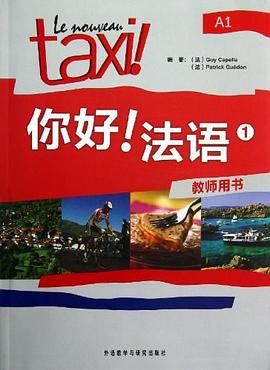 Le nouveau
taxi!
A1
编 著：（法）Guy Capelle
（法）Patrick Guédon
你好！法语 1
教师用书
外语教学与研究出版社